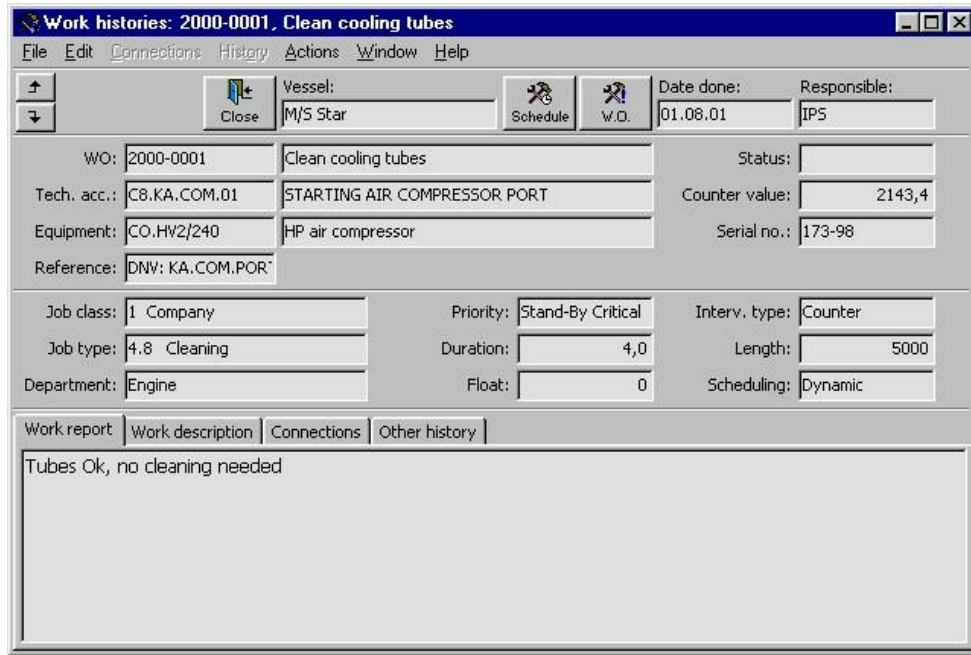 Work histories: 2000-0001, Clean cooling tubes
File Edit Connections History Actions Window Help
Close
Vessel:
M/S Star
Schedule
W.O.
Date done:
01.08.01
Responsible:
IPS
WO: 2000-0001 Clean cooling tubes Status:
Tech. acc.: C8.KA.COM.01 STARTING AIR COMPRESSOR PORT Counter value: 2143,4
Equipment: CO.HV2/240 HP air compressor Serial no.: 173-98
Reference: DNV: KA.COM.POR
Job class: 1 Company Priority: Stand-By Critical Interv. type: Counter
Job type: 4.8 Cleaning Duration: 4,0 Length: 5000
Department: Engine Float: 0 Scheduling: Dynamic
Work report Work description Connections Other history
Tubes Ok, no cleaning needed